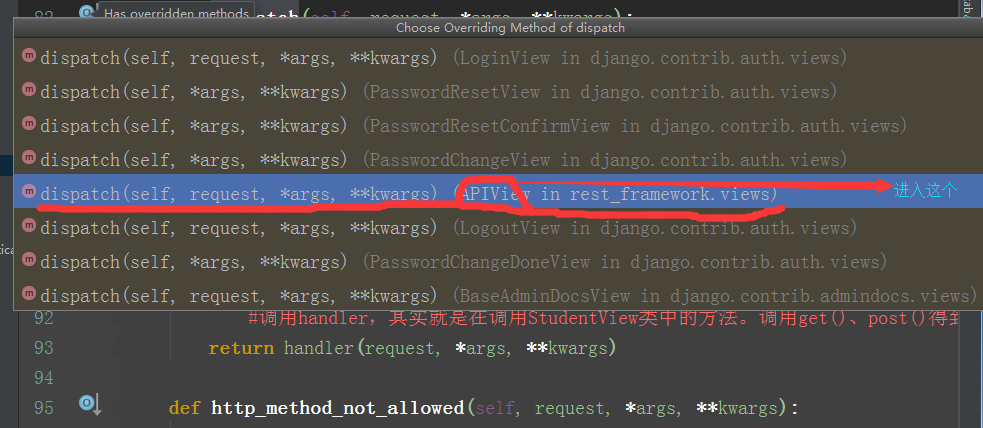 Has overridden methods
82 tch(self, request, *args, **kwargs):
Choose Overriding Method of dispatch
m dispatch(self, request, *args, **kwargs) (LoginView in django.contrib.auth.views)
m dispatch(self, *args, **kwargs) (PasswordResetView in django.contrib.auth.views)
m dispatch(self, *args, **kwargs) (PasswordResetConfirmView in django.contrib.auth.views)
m dispatch(self, *args, **kwargs) (PasswordChangeView in django.contrib.auth.views)
m dispatch(self, request, *args, **kwargs) (APIView in rest_framework.views) 进入这个
m dispatch(self, request, *args, **kwargs) (LogoutView in django.contrib.auth.views)
m dispatch(self, *args, **kwargs) (PasswordChangeDoneView in django.contrib.auth.views)
m dispatch(self, request, *args, **kwargs) (BaseAdminDocsView in django.contrib.admindocs.views)
92 #调用handler，其实就是在调用StudentView类中的方法。调用get()、post()得到
93 return handler(request, *args, **kwargs)
94
95 def http_method_not_allowed(self, request, *args, **kwargs):